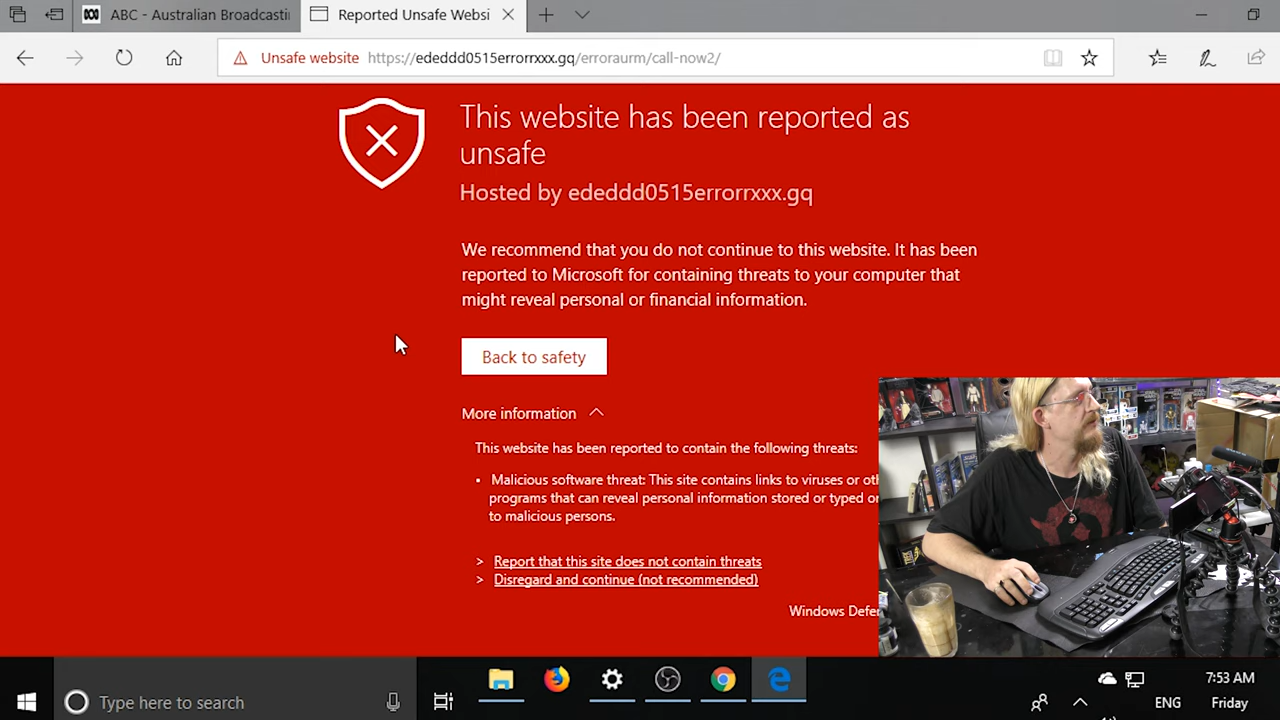 ABC - Australian Broadcasti
Reported Unsafe Websi
Unsafe website https://ededdd0515errorrxxx.gq/erroraurm/call-now2/
This website has been reported as
unsafe
Hosted by ededdd0515errorrxxx.gq
We recommend that you do not continue to this website. It has been
reported to Microsoft for containing threats to your computer that
might reveal personal or financial information.
Back to safety
More information
This website has been reported to contain the following threats:
• Malicious software threat: This site contains links to viruses or oth
programs that can reveal personal information stored or typed or
to malicious persons.
> Report that this site does not contain threats
> Disregard and continue (not recommended)
Windows Defe
Type here to search
ENG
7:53 AM
Friday